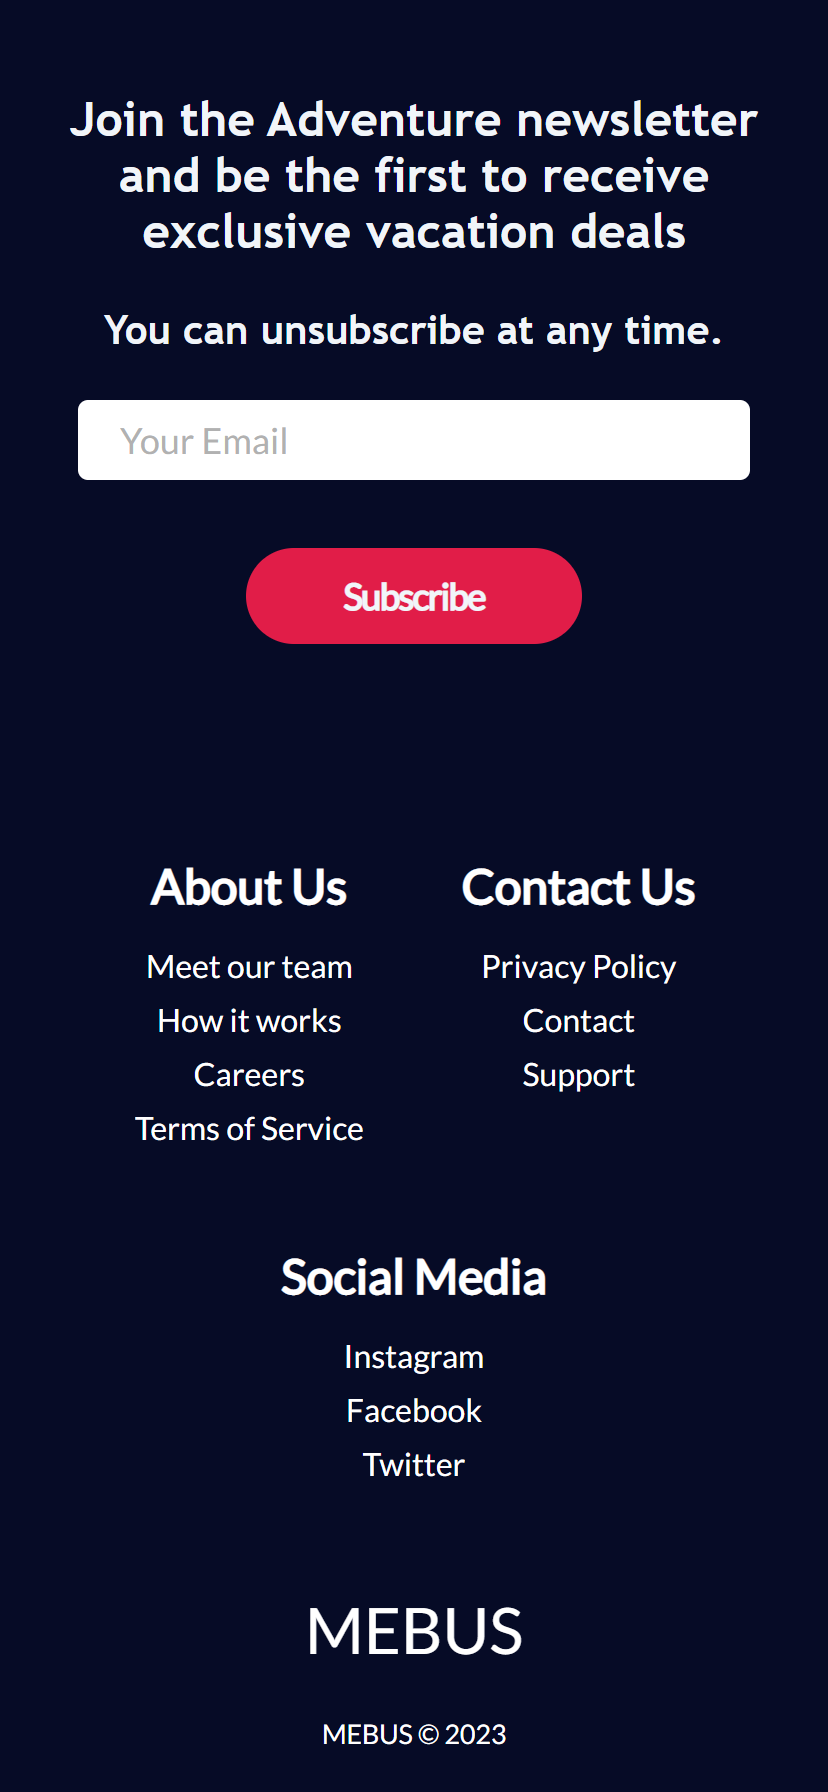 Join the Adventure newsletter
and be the first to receive
exclusive vacation deals
You can unsubscribe at any time.
Your Email
Subscribe
About Us
Meet our team
How it works
Careers
Terms of Service
Contact Us
Privacy Policy
Contact
Support
Social Media
Instagram
Facebook
Twitter
MEBUS
MEBUS © 2023